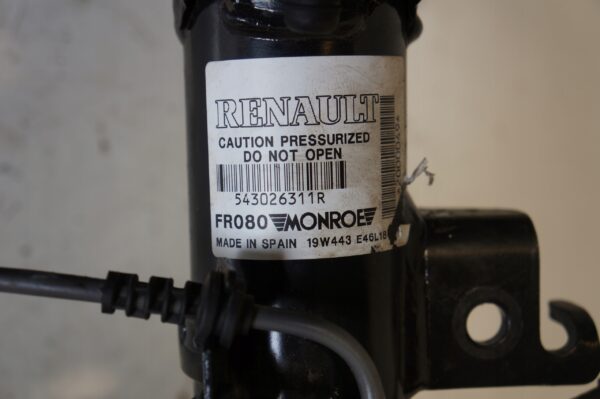 RENAULT
CAUTION PRESSURIZED
DO NOT OPEN
543026311R
FR080 MONROE
MADE IN SPAIN 19W443 E46L18